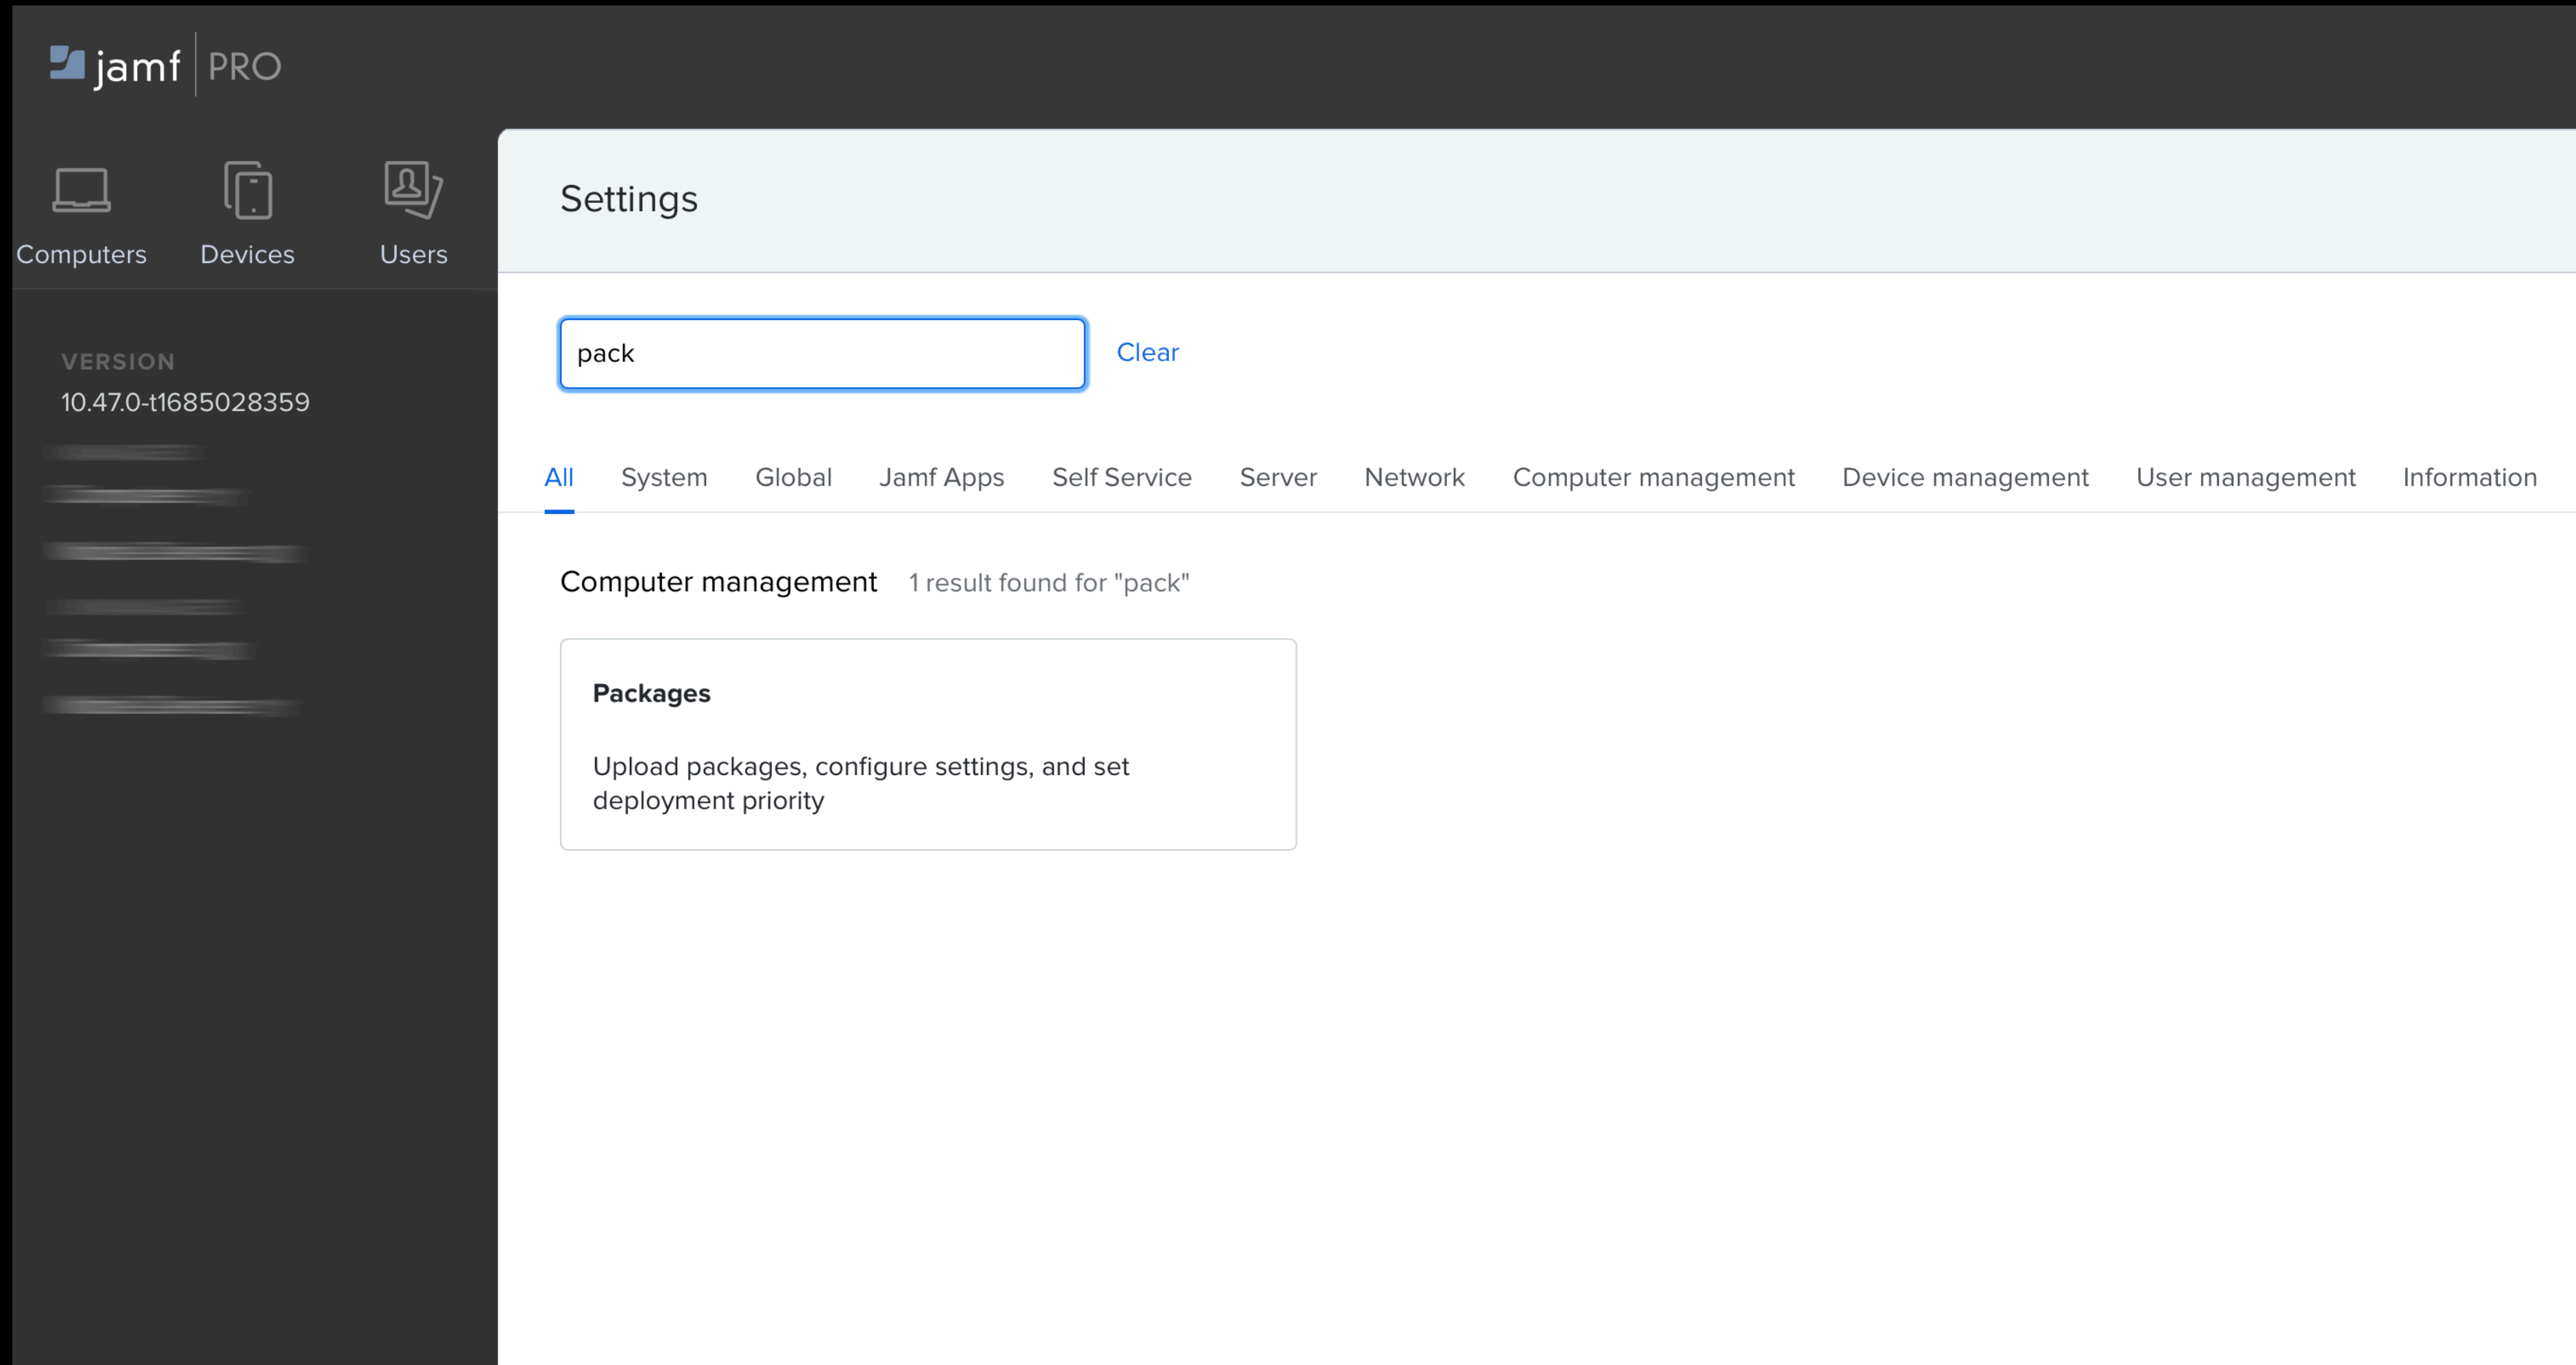 jamf PRO
Computers
Devices
Users
VERSION
10.47.0-t1685028359
Settings
pack
Clear
All System Global Jamf Apps Self Service Server Network Computer management Device management User management Information
Computer management 1 result found for "pack"
Packages
Upload packages, configure settings, and set
deployment priority